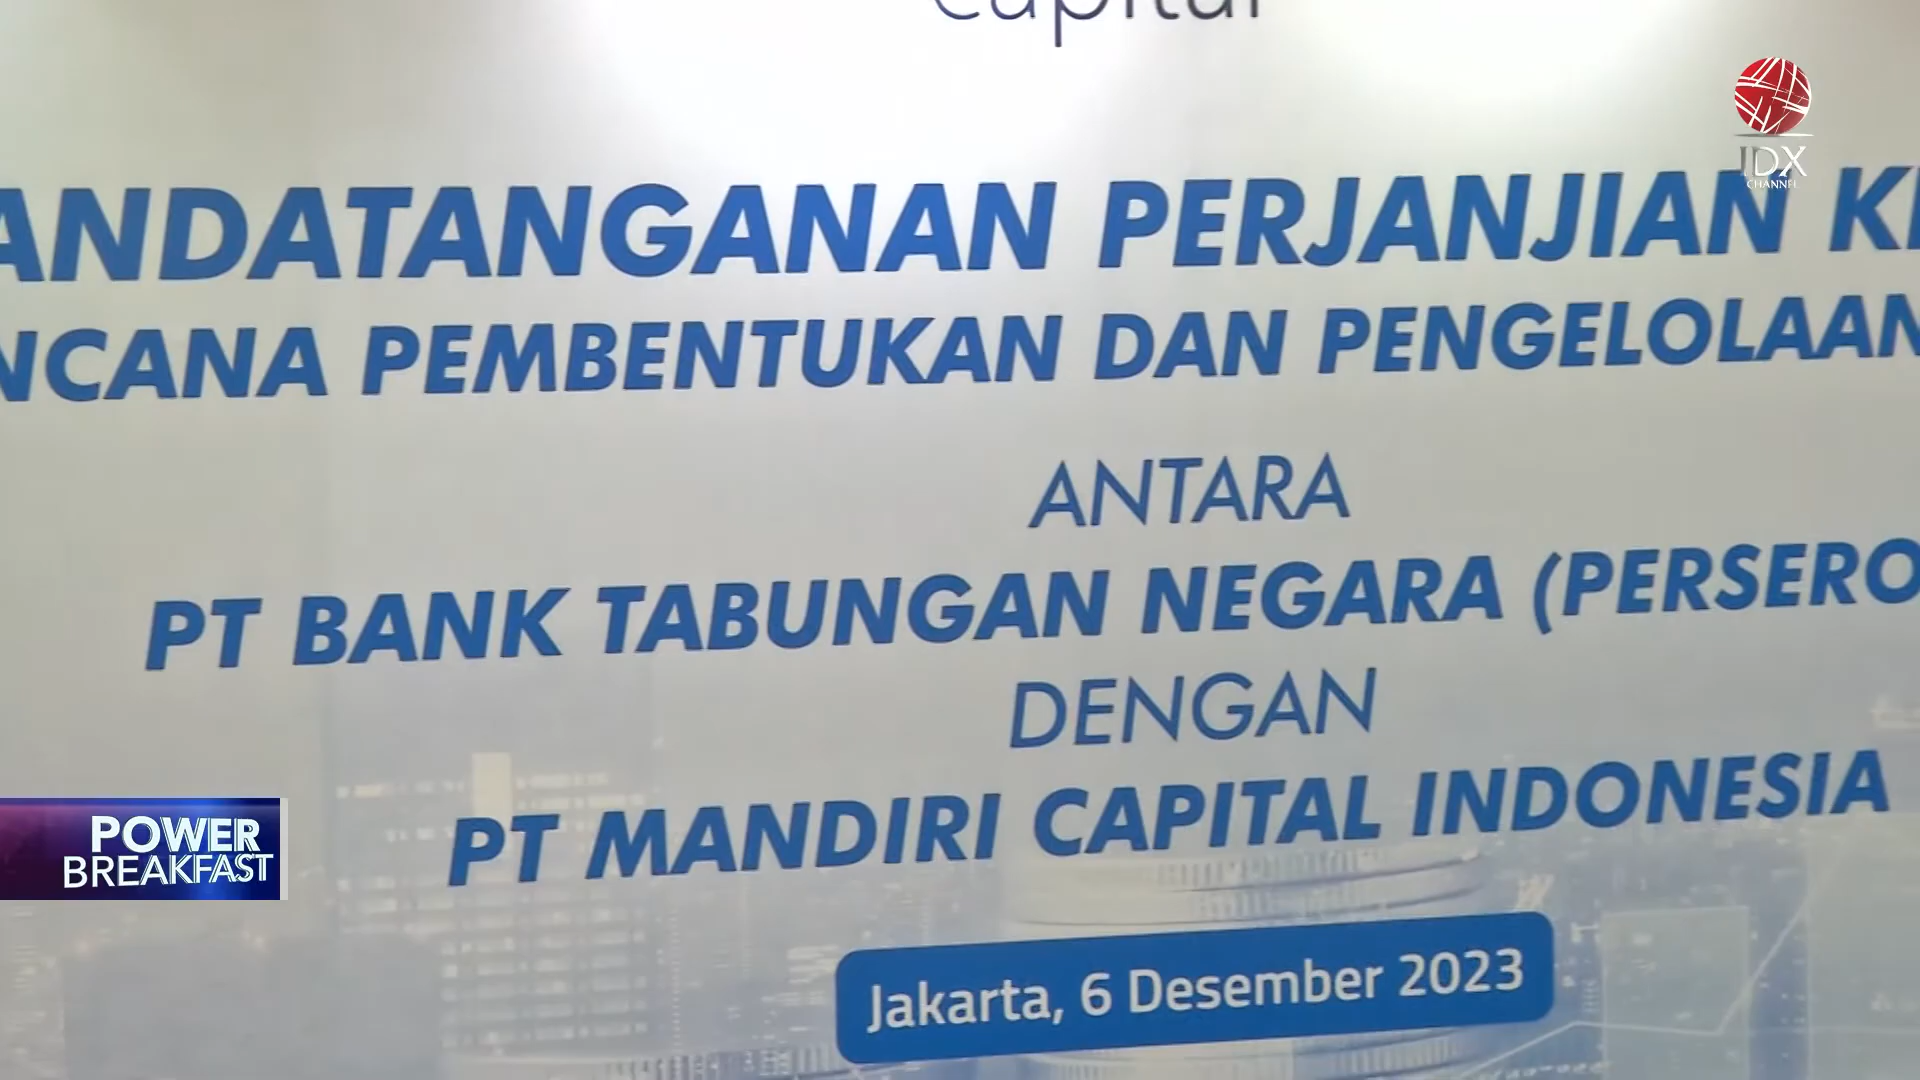 capital
IDX
CHANNEL
ANDATANGANAN PERJANJIAN
NCANA PEMBENTUKAN DAN PENGELOLAAN
ANTARA
PT BANK TABUNGAN NEGARA (PERSERO
DENGAN
PT MANDIRI CAPITAL INDONESIA
POWER
BREAKFAST
Jakarta, 6 Desember 2023